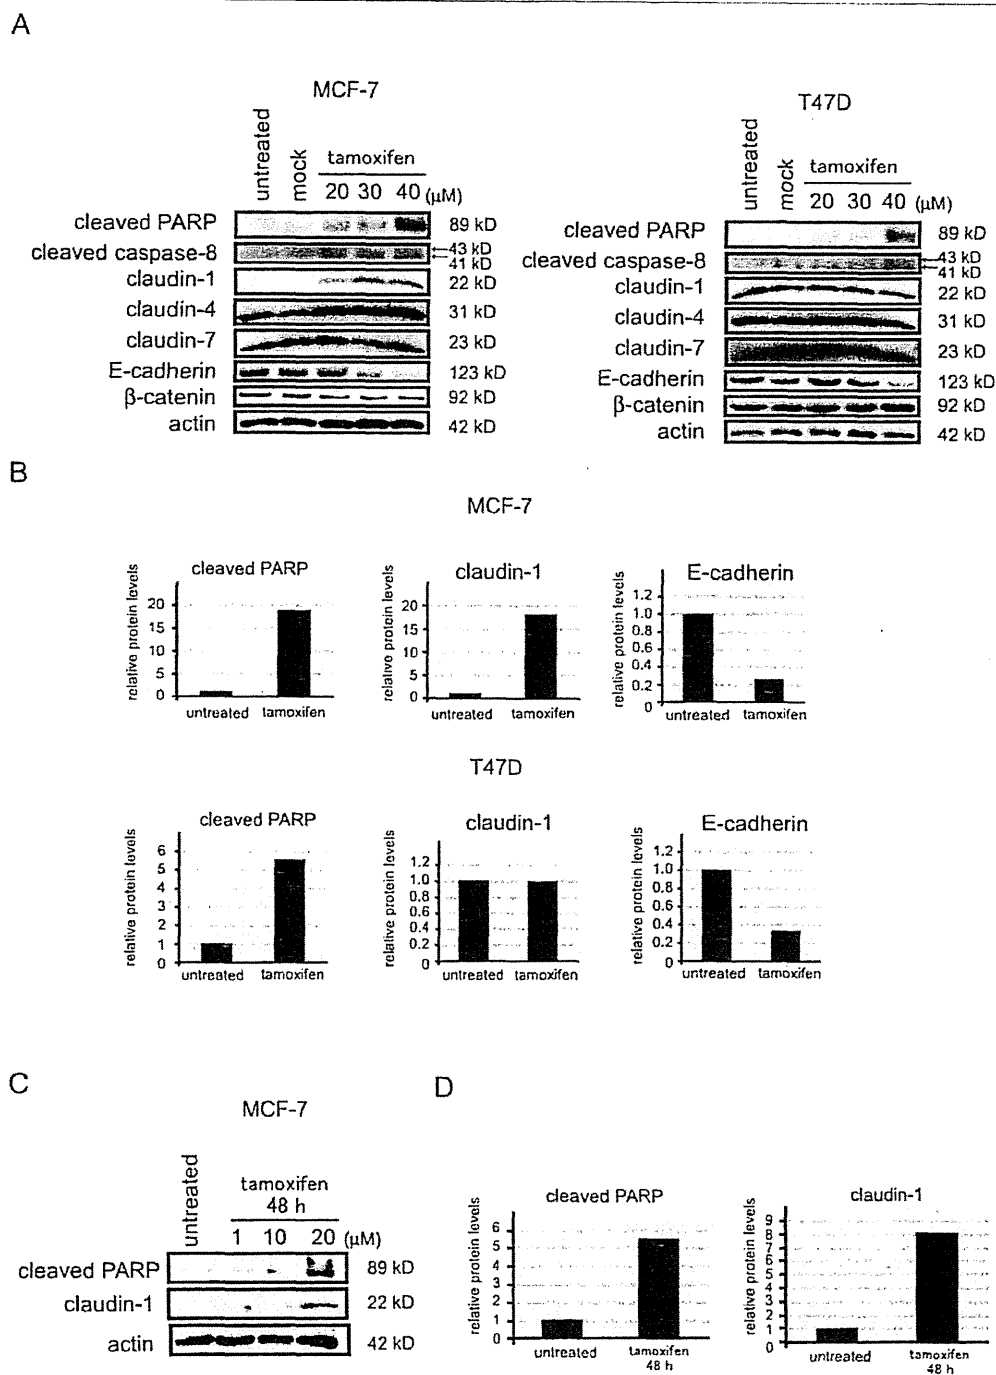 A
MCF-7
untreated
mock
tamoxifen
20 30 40 (μM)
cleaved PARP 89 kD
cleaved caspase-8 43 kD
41 kD
claudin-1 22 kD
claudin-4 31 kD
claudin-7 23 kD
E-cadherin 123 kD
β-catenin 92 kD
actin 42 kD
T47D
untreated
mock
tamoxifen
20 30 40 (μM)
cleaved PARP 89 kD
cleaved caspase-8 43 kD
41 kD
claudin-1 22 kD
claudin-4 31 kD
claudin-7 23 kD
E-cadherin 123 kD
β-catenin 92 kD
actin 42 kD
B
MCF-7
cleaved PARP
relative protein levels
20
15
10
5
0
untreated tamoxifen
claudin-1
relative protein levels
20
15
10
5
0
untreated tamoxifen
E-cadherin
relative protein levels
1.2
1.0
0.8
0.6
0.4
0.2
0
untreated tamoxifen
T47D
cleaved PARP
relative protein levels
6
5
4
3
2
1
0
untreated tamoxifen
claudin-1
relative protein levels
1.2
1.0
0.8
0.6
0.4
0.2
0
untreated tamoxifen
E-cadherin
relative protein levels
1.2
1.0
0.8
0.6
0.4
0.2
0
untreated tamoxifen
C
MCF-7
untreated
tamoxifen
48 h
1 10 20 (μM)
cleaved PARP 89 kD
claudin-1 22 kD
actin 42 kD
D
cleaved PARP
relative protein levels
6
5
4
3
2
1
0
untreated tamoxifen
48 h
claudin-1
relative protein levels
9
8
7
6
5
4
3
2
1
0
untreated tamoxifen
48 h